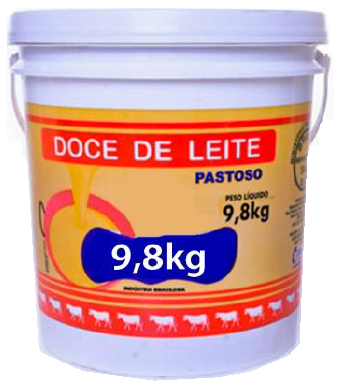 DOCE DE LEITE
PASTOSO
PESO LÍQUIDO
9,8kg
9,8kg
INDÚSTRIA BRASILEIRA